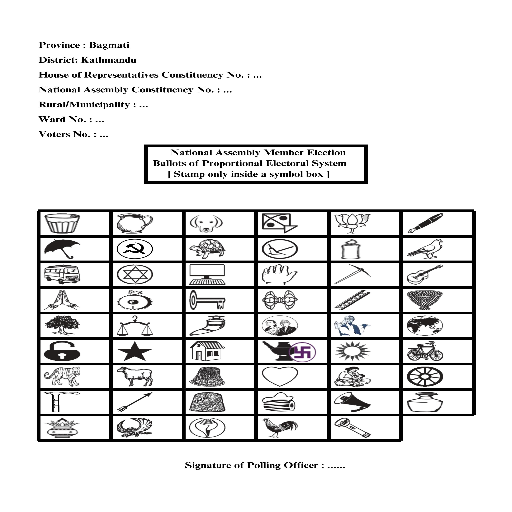 Province : Bagmati
District: Kathmandu
House of Representatives Constituency No. : ...
National Assembly Constituency No. : ...
Rural/Municipality : ...
Ward No. : ...
Voters No. : ...
National Assembly Member Election
Ballots of Proportional Electoral System
[ Stamp only inside a symbol box ]
Signature of Polling Officer : ......